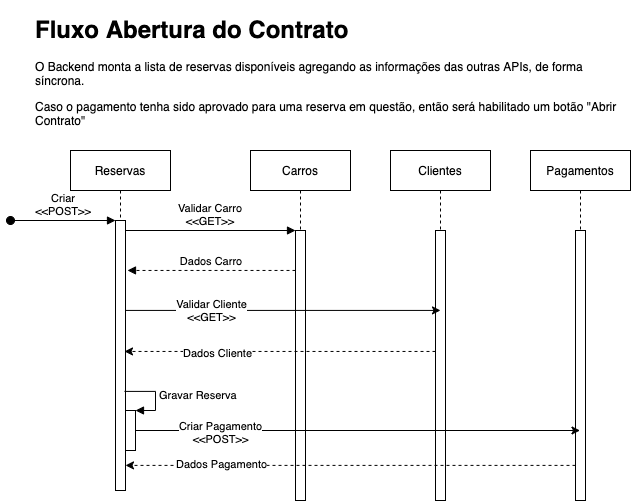 Fluxo Abertura do Contrato
O Backend monta a lista de reservas disponíveis agregando as informações das outras APIs, de forma
síncrona.
Caso o pagamento tenha sido aprovado para uma reserva em questão, então será habilitado um botão "Abrir
Contrato"
Reservas
Carros
Clientes
Pagamentos
Criar
<<POST>>
Validar Carro
<<GET>>
Dados Carro
Validar Cliente
<<GET>>
Dados Cliente
Gravar Reserva
Criar Pagamento
<<POST>>
Dados Pagamento